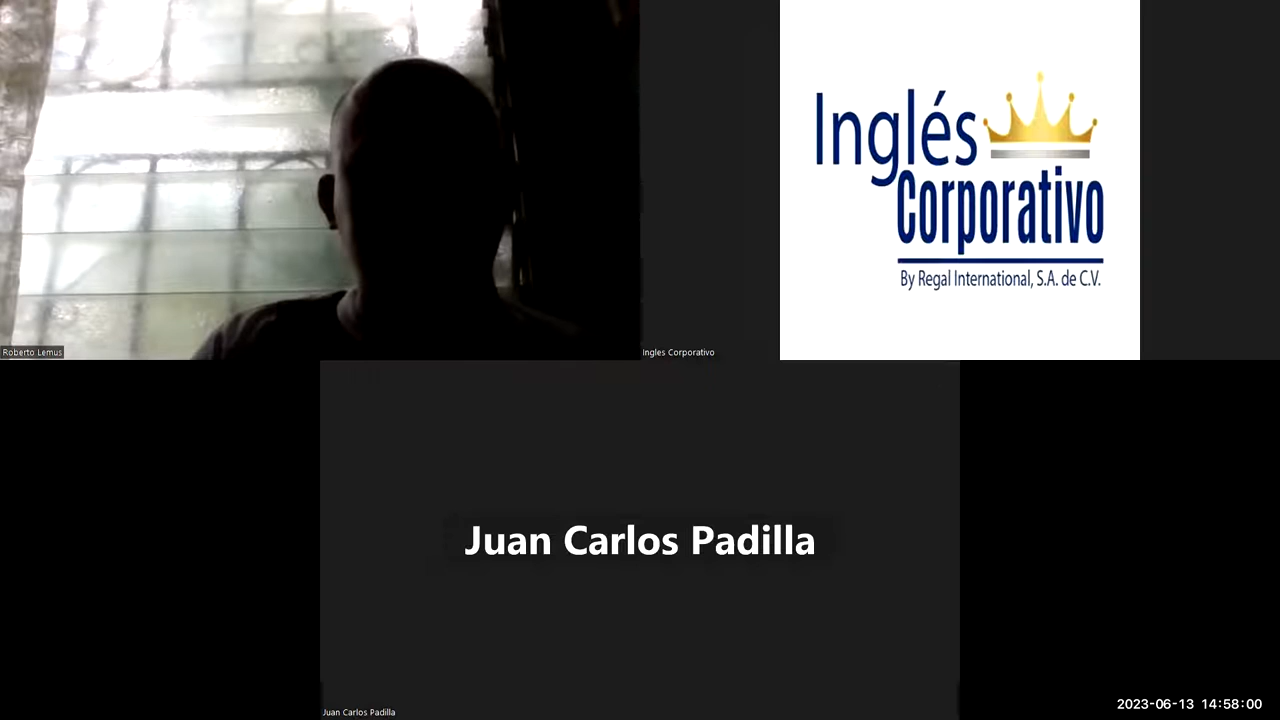 Inglés
Corporativo
By Regal International, S.A. de C.V.
Roberto Lemus
Ingles Corporativo
Juan Carlos Padilla
Juan Carlos Padilla
2023-06-13 14:58:00